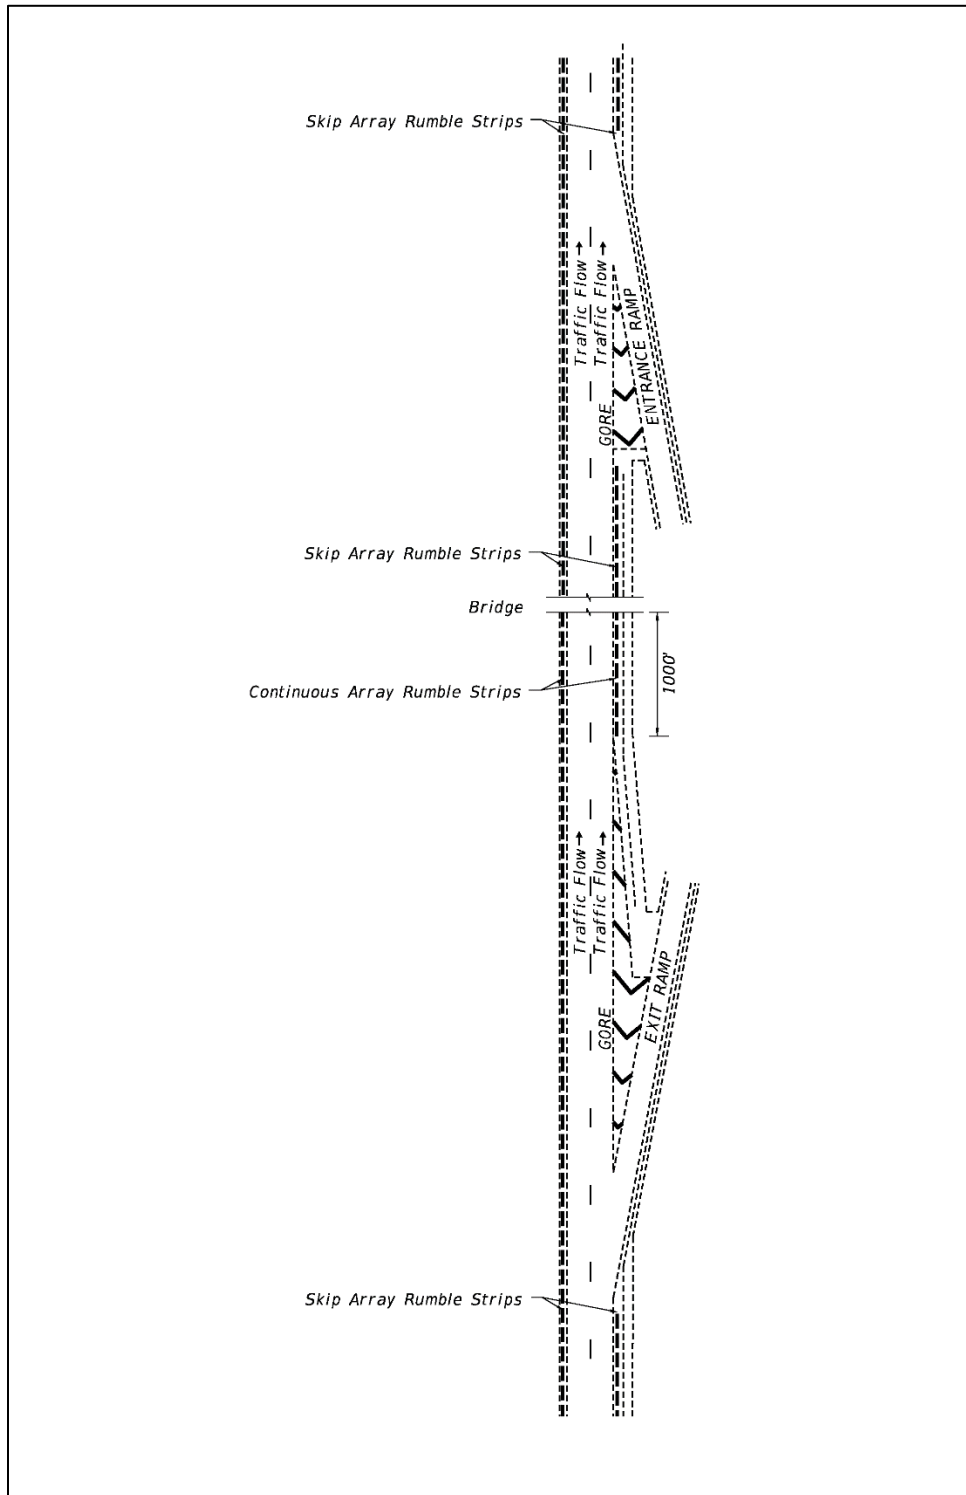 Skip Array Rumble Strips
Traffic Flow →
Traffic Flow →
ENTRANCE RAMP
GORE
Skip Array Rumble Strips
Bridge
1000'
Continuous Array Rumble Strips
Traffic Flow →
Traffic Flow →
EXIT RAMP
GORE
Skip Array Rumble Strips